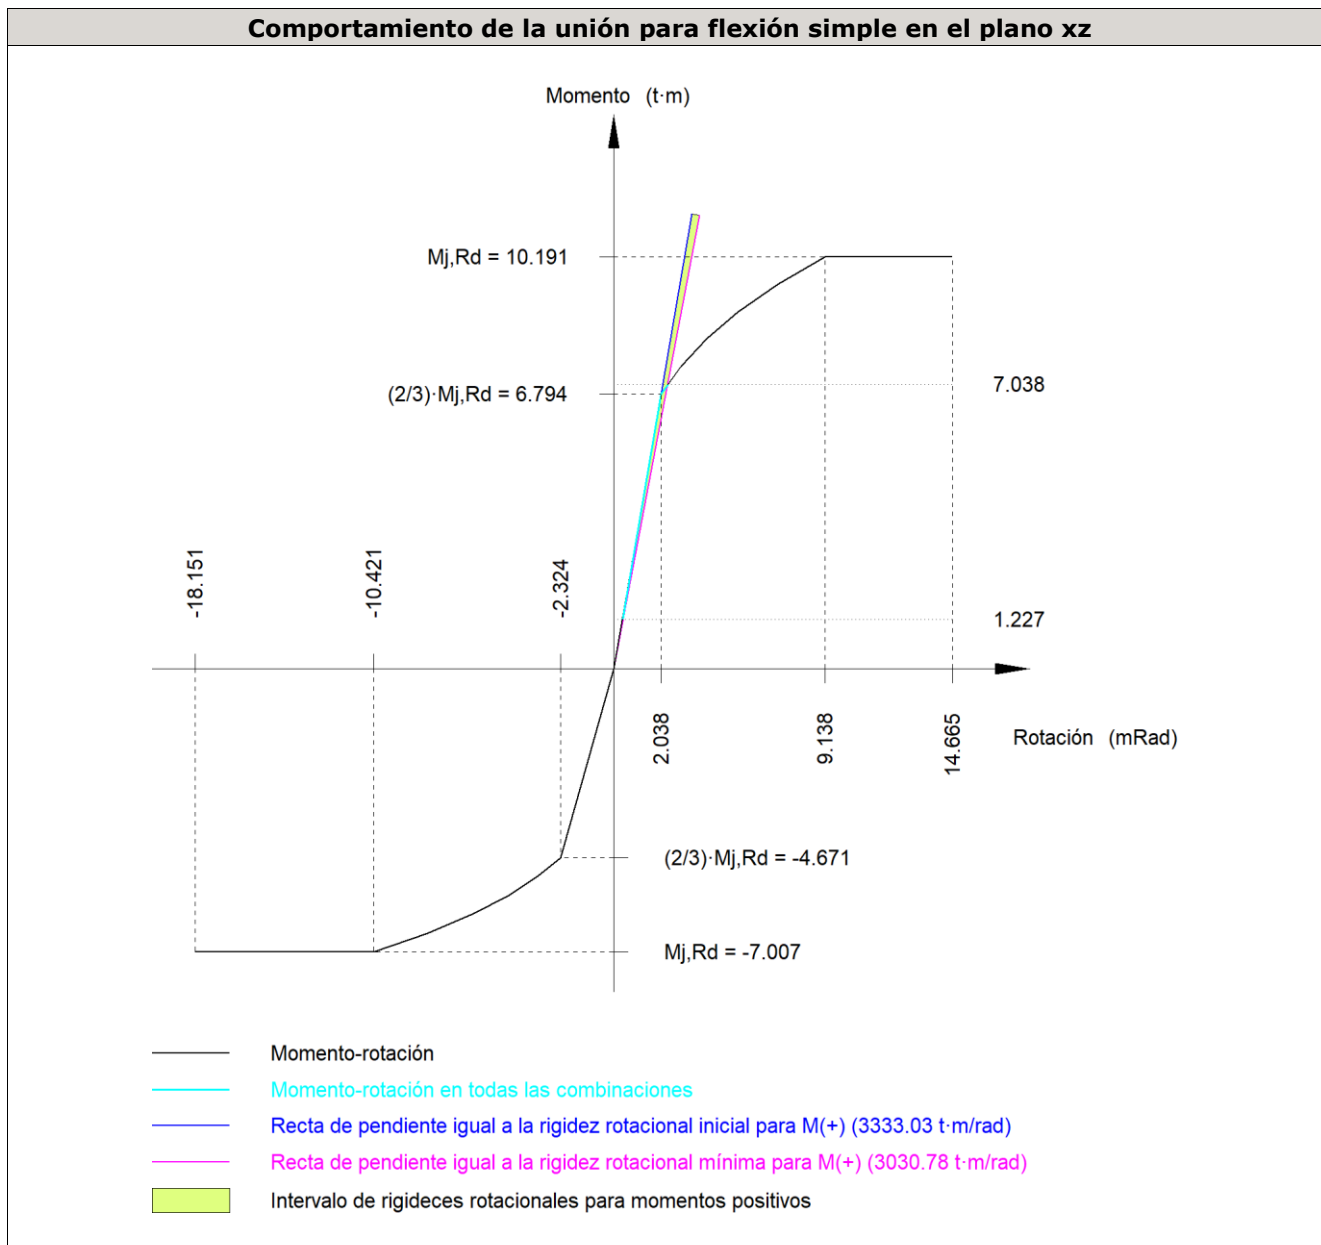 Comportamiento de la unión para flexión simple en el plano xz
Momento (t·m)
Mj,Rd = 10.191
(2/3)·Mj,Rd = 6.794
7.038
1.227
-18.151
-10.421
-2.324
2.038
9.138
14.665
Rotación (mRad)
(2/3)·Mj,Rd = -4.671
Mj,Rd = -7.007
Momento-rotación
Momento-rotación en todas las combinaciones
Recta de pendiente igual a la rigidez rotacional inicial para M(+) (3333.03 t·m/rad)
Recta de pendiente igual a la rigidez rotacional mínima para M(+) (3030.78 t·m/rad)
Intervalo de rigideces rotacionales para momentos positivos